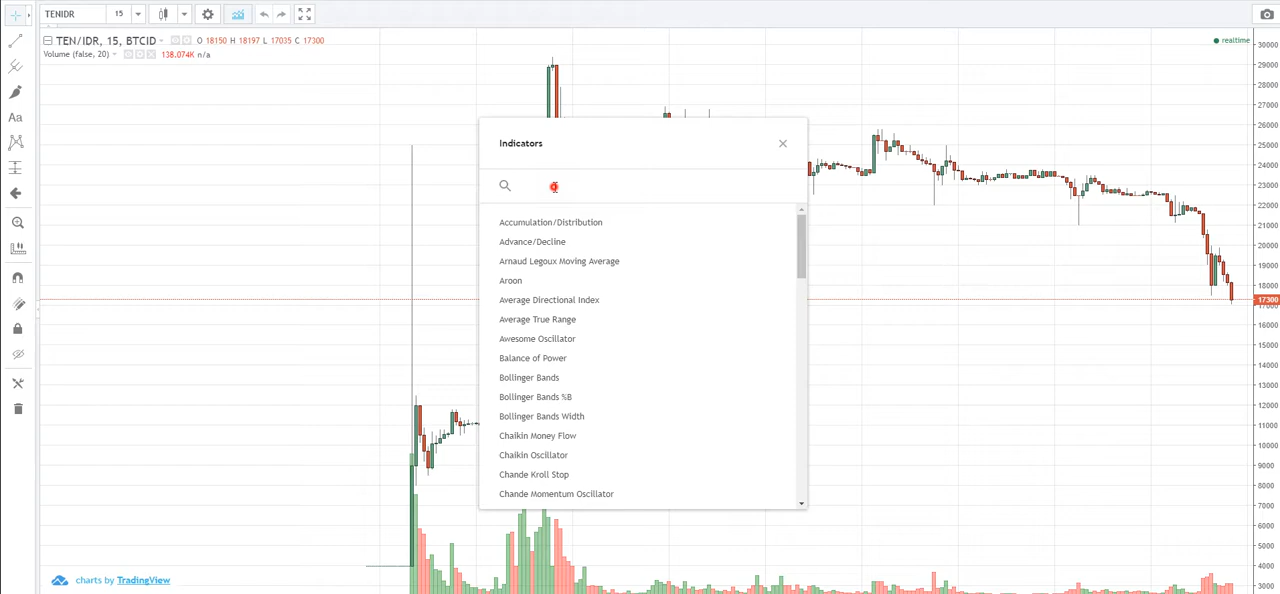 TENIDR 15
TEN/IDR, 15, BTCID O 18150 H 18197 L 17035 C 17300
realtime
Volume (false, 20) 138.074K n/a
Aa
Indicators
Accumulation/Distribution
Advance/Decline
Arnaud Legoux Moving Average
Aroon
Average Directional Index
Average True Range
Awesome Oscillator
Balance of Power
Bollinger Bands
Bollinger Bands %B
Bollinger Bands Width
Chaikin Money Flow
Chaikin Oscillator
Chande Kroll Stop
Chande Momentum Oscillator
30000
29000
28000
27000
26000
25000
24000
23000
22000
21000
20000
19000
18000
17300
17000
16000
15000
14000
13000
12000
11000
10000
9000
8000
7000
6000
5000
4000
3000
charts by TradingView